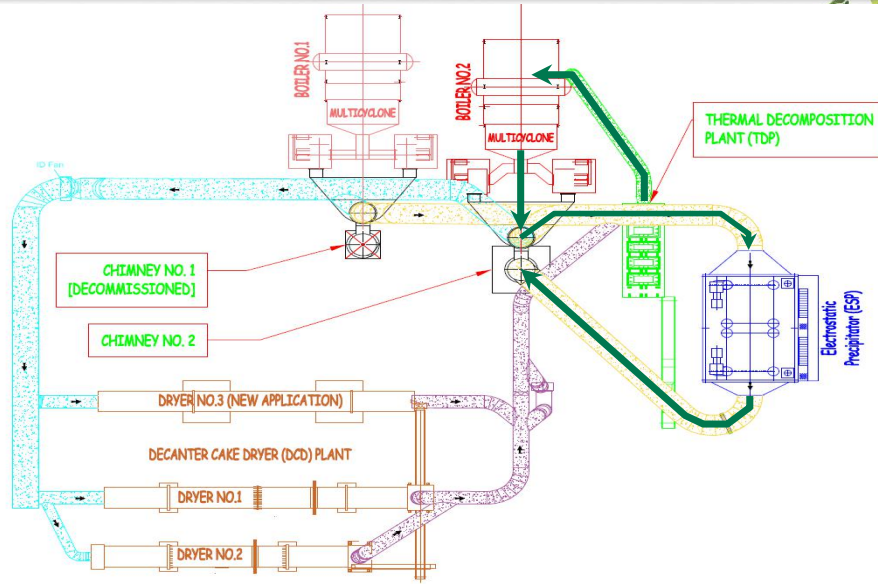 BOILER NO.1
MULTICYCLONE
BOILER NO.2
MULTICYCLONE
THERMAL DECOMPOSITION
PLANT (TDP)
ID Fan
CHIMNEY NO. 1
[DECOMMISSIONED]
CHIMNEY NO. 2
Electrostatic
Precipitator (ESP)
DRYER NO.3 (NEW APPLICATION)
DECANTER CAKE DRYER (DCD) PLANT
DRYER NO.1
DRYER NO.2